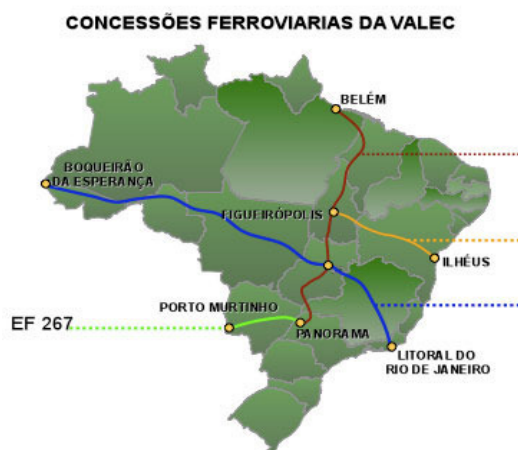 CONCESSÕES FERROVIARIAS DA VALEC
BELÉM
BOQUEIRÃO
DA ESPERANÇA
FIGUEIRÓPOLIS
ILHÉUS
PORTO MURTINHO
EF 267
PANORAMA
LITORAL DO
RIO DE JANEIRO